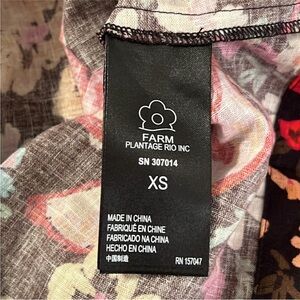 FARM
PLANTAGE RIO INC
SN 307014
XS
MADE IN CHINA
FABRIQUÉ EN CHINE
FABRICADO NA CHINA
HECHO EN CHINA
中国制造 RN 157047